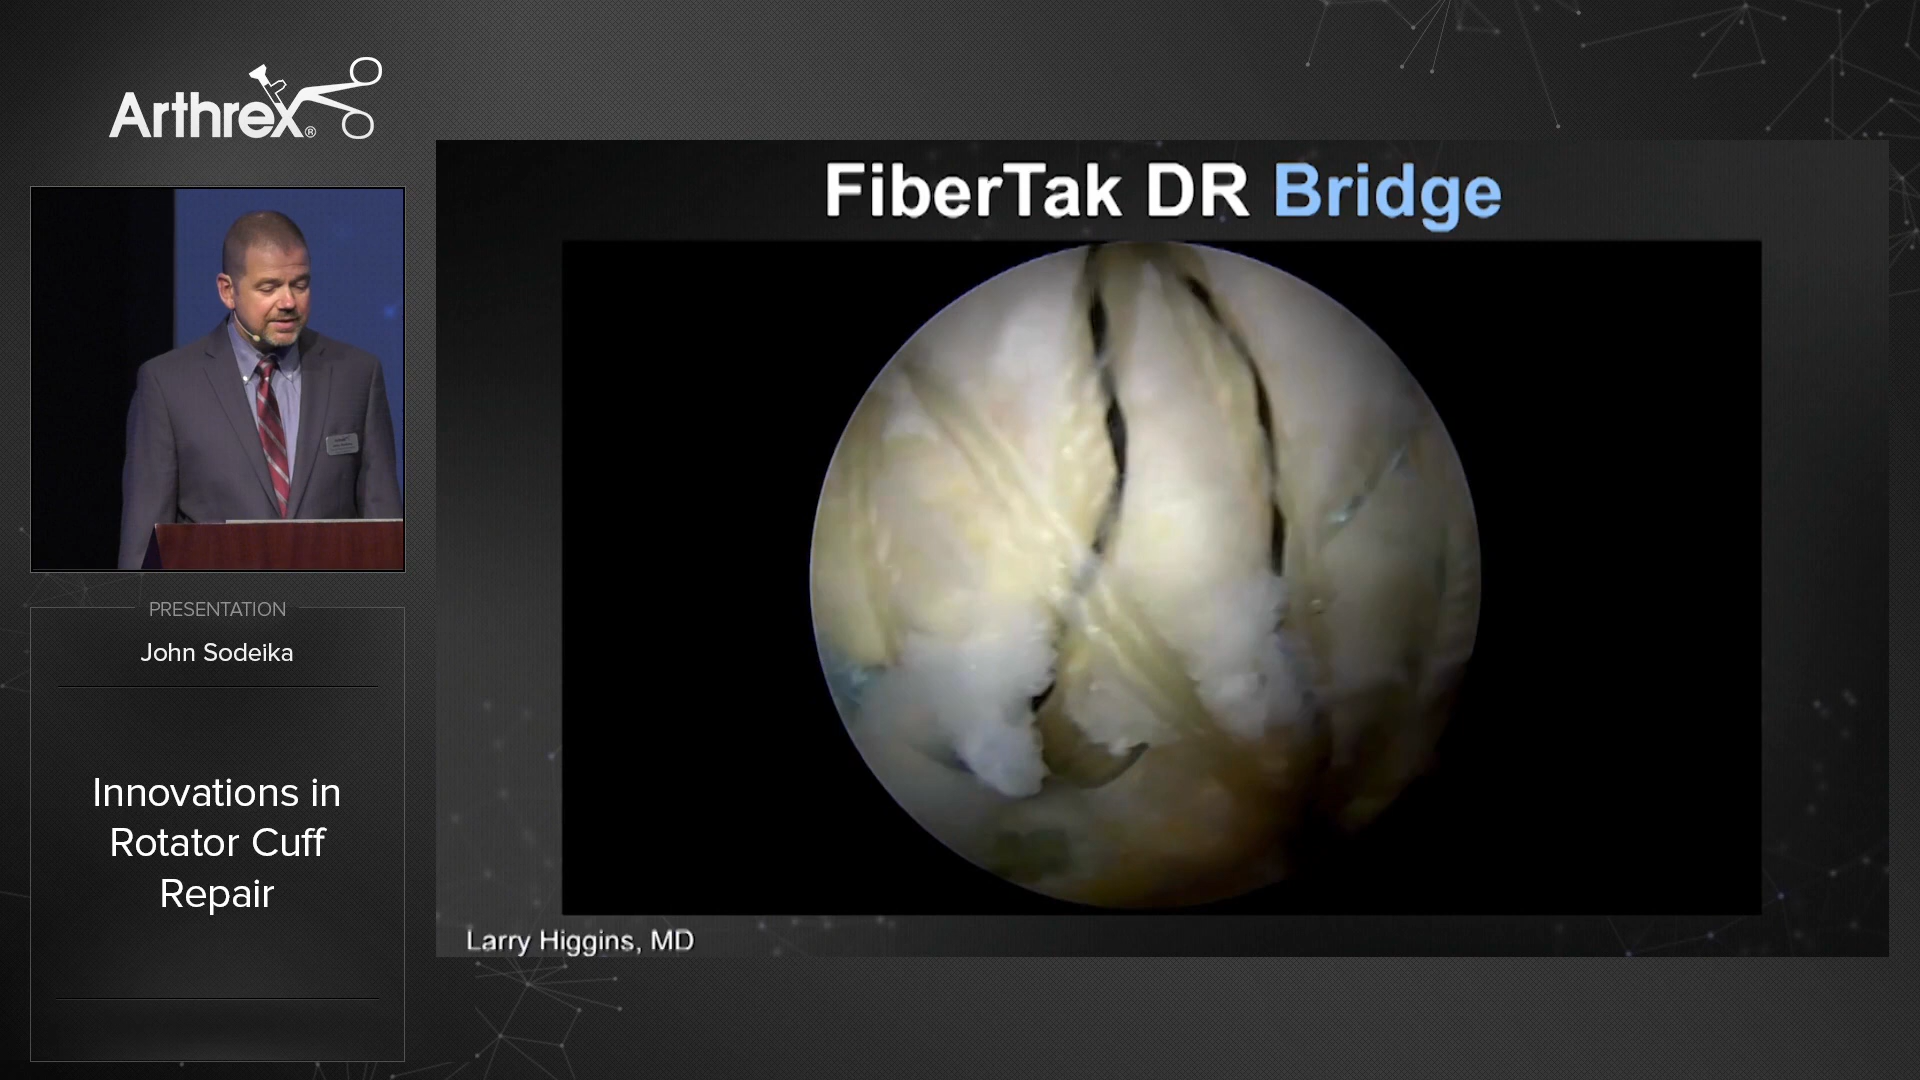 Arthrex®
FiberTak DR Bridge
PRESENTATION
John Sodeika
Innovations in
Rotator Cuff
Repair
Larry Higgins, MD